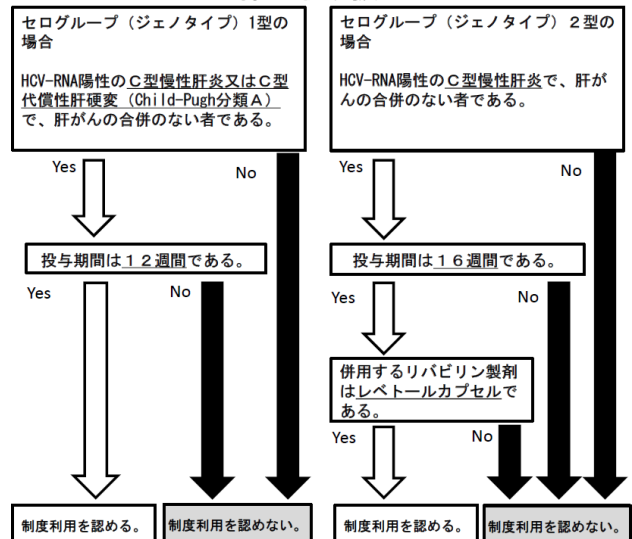 セログループ（ジェノタイプ）1型の
場合
HCV-RNA陽性のＣ型慢性肝炎又はＣ型
代償性肝硬変（Child-Pugh分類Ａ）
で、肝がんの合併のない者である。
Yes
No
投与期間は１２週間である。
Yes
No
制度利用を認める。
制度利用を認めない。
セログループ（ジェノタイプ）２型の
場合
HCV-RNA陽性のＣ型慢性肝炎で、肝が
んの合併のない者である。
Yes
No
投与期間は１６週間である。
Yes
No
併用するリバビリン製剤
はレベトールカプセルで
ある。
Yes
No
制度利用を認める。
制度利用を認めない。